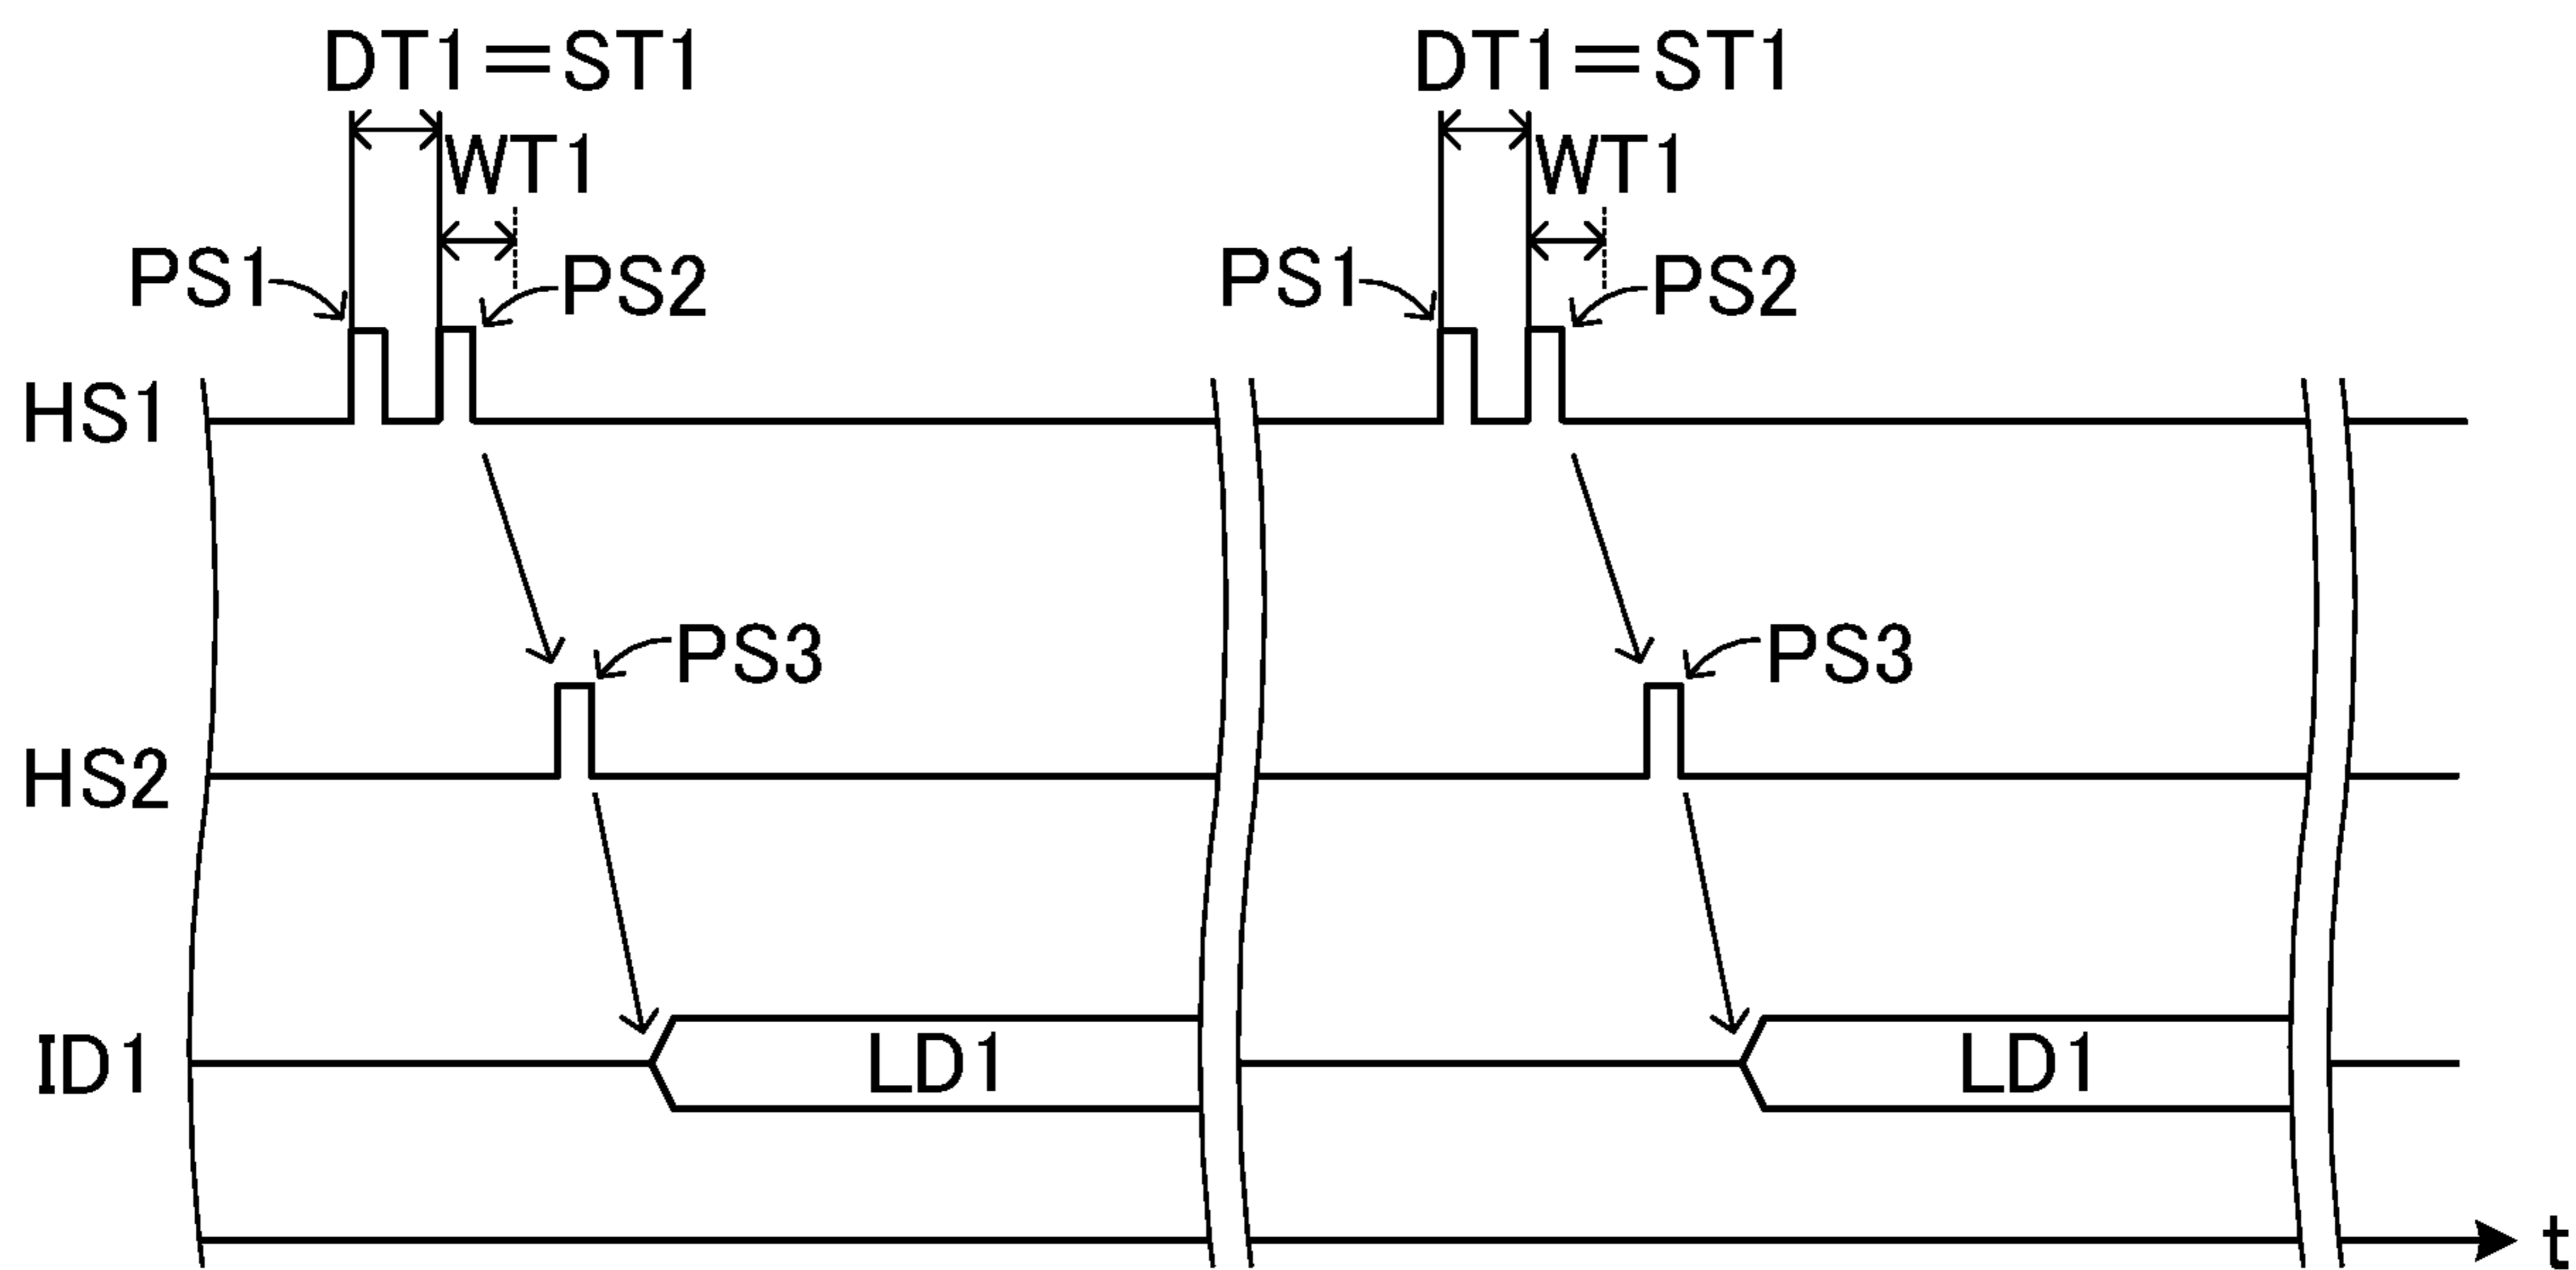 DT1=ST1 DT1=ST1
WT1 WT1
PS1 PS2 PS1 PS2
HS1
PS3 PS3
HS2
ID1 LD1 LD1
t